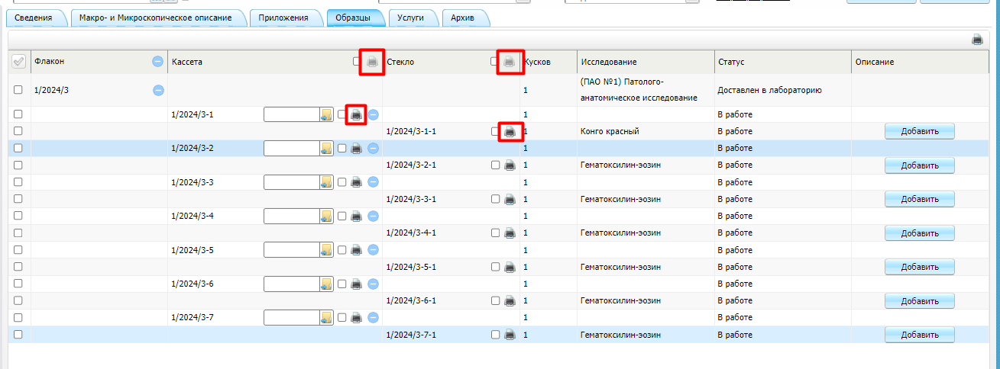 Сведения Макро- и Микроскопическое описание Приложения Образцы Услуги Архив
Флакон Кассета Стекло Кусков Исследование Статус Описание
1/2024/3 1 (ПАО №1) Патолого-анатомическое исследование Доставлен в лабораторию
1/2024/3-1 1 В работе
1/2024/3-1-1 1 Конго красный В работе Добавить
1/2024/3-2 1 В работе
1/2024/3-2-1 1 Гематоксилин-эозин В работе Добавить
1/2024/3-3 1 В работе
1/2024/3-3-1 1 Гематоксилин-эозин В работе Добавить
1/2024/3-4 1 В работе
1/2024/3-4-1 1 Гематоксилин-эозин В работе Добавить
1/2024/3-5 1 В работе
1/2024/3-5-1 1 Гематоксилин-эозин В работе Добавить
1/2024/3-6 1 В работе
1/2024/3-6-1 1 Гематоксилин-эозин В работе Добавить
1/2024/3-7 1 В работе
1/2024/3-7-1 1 Гематоксилин-эозин В работе Добавить